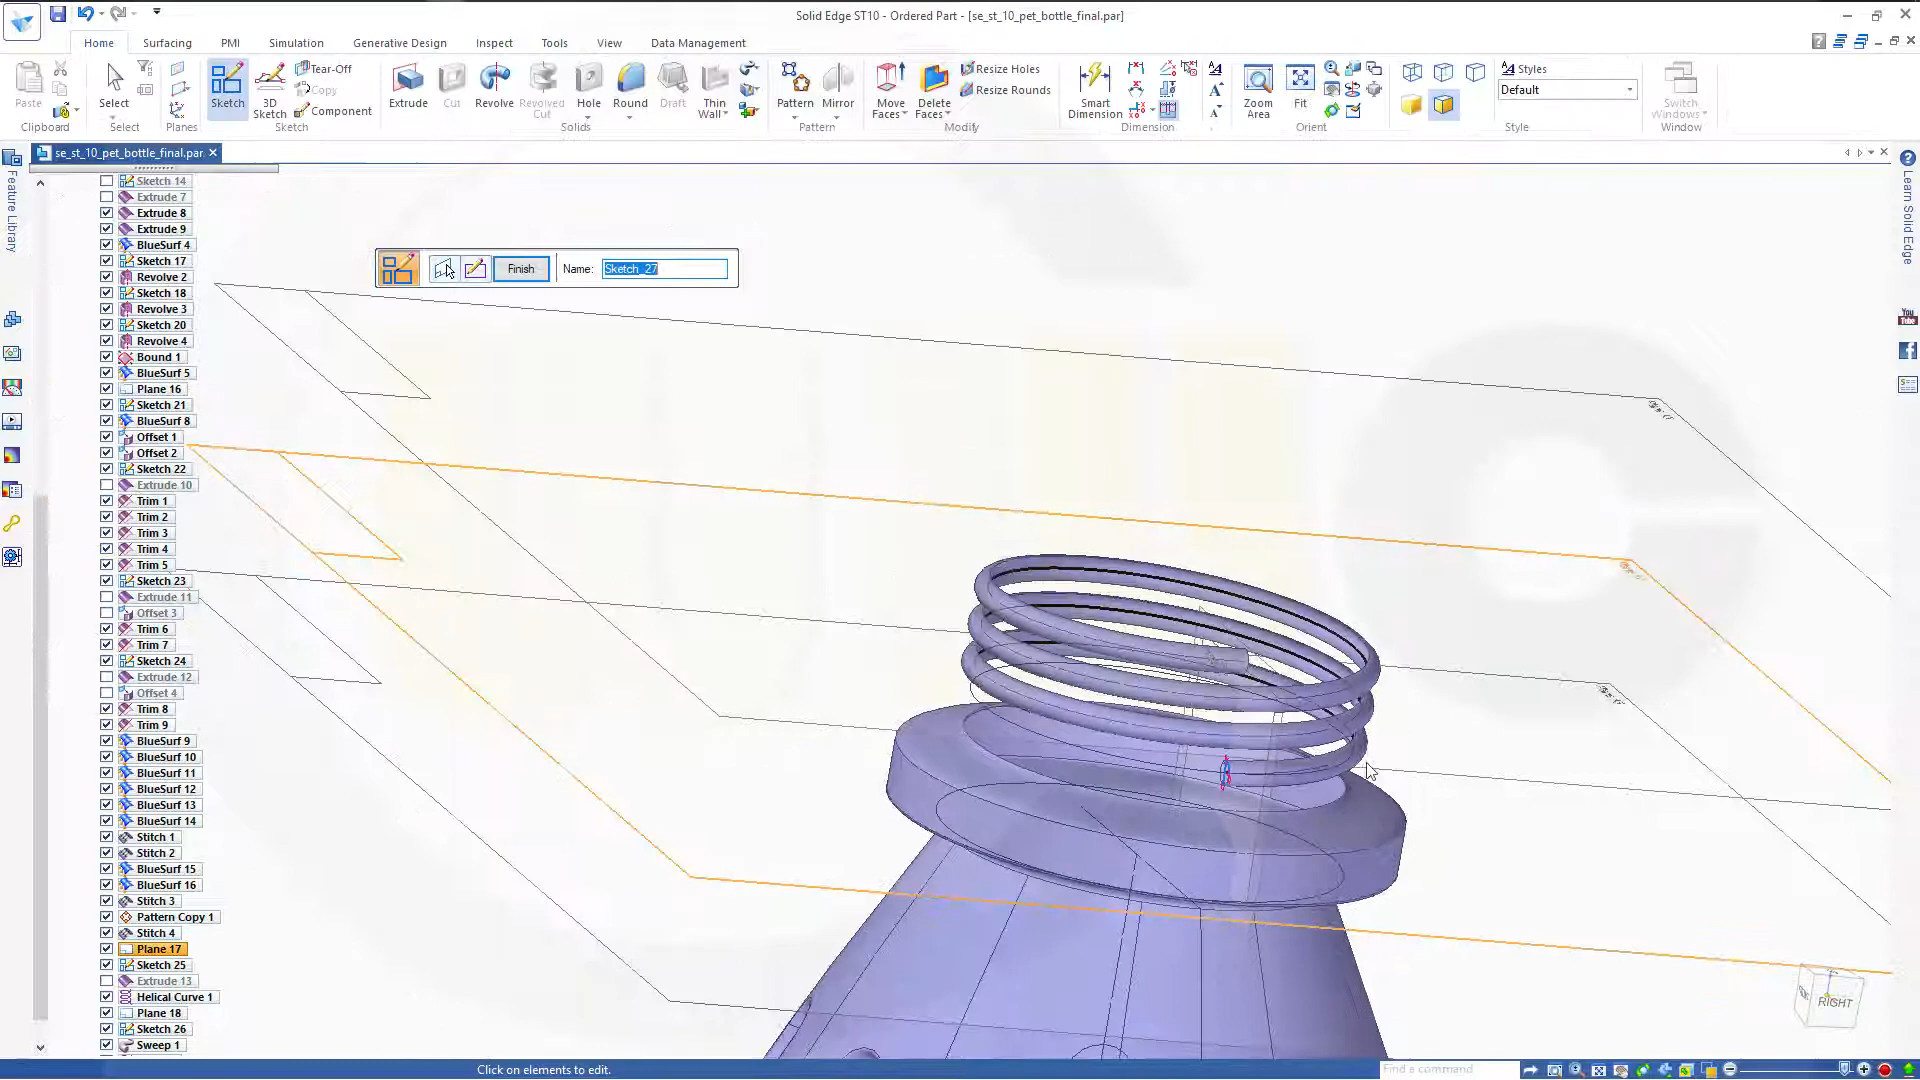 Solid Edge ST10 - Ordered Part - [se_st_10_pet_bottle_final.par]
Home Surfacing PMI Simulation Generative Design Inspect Tools View Data Management
Paste
Clipboard
Select
Select
Planes
Sketch
3D Sketch
Tear-Off
Copy
Component
Sketch
Extrude
Cut
Revolve
Revolved Cut
Hole
Round
Draft
Thin Wall
Solids
Pattern
Mirror
Pattern
Move Faces
Delete Faces
Resize Holes
Resize Rounds
Modify
Smart Dimension
Dimension
Zoom Area
Fit
Orient
Styles
Default
Style
Switch Windows
Window
se_st_10_pet_bottle_final.par
Feature Library
Learn Solid Edge
You Tube
Finish Name: Sketch_27
Sketch 14
Extrude 7
Extrude 8
Extrude 9
BlueSurf 4
Sketch 17
Revolve 2
Sketch 18
Revolve 3
Sketch 20
Revolve 4
Bound 1
BlueSurf 5
Plane 16
Sketch 21
BlueSurf 8
Offset 1
Offset 2
Sketch 22
Extrude 10
Trim 1
Trim 2
Trim 3
Trim 4
Trim 5
Sketch 23
Extrude 11
Offset 3
Trim 6
Trim 7
Sketch 24
Extrude 12
Offset 4
Trim 8
Trim 9
BlueSurf 9
BlueSurf 10
BlueSurf 11
BlueSurf 12
BlueSurf 13
BlueSurf 14
Stitch 1
Stitch 2
BlueSurf 15
BlueSurf 16
Stitch 3
Pattern Copy 1
Stitch 4
Plane 17
Sketch 25
Extrude 13
Helical Curve 1
Plane 18
Sketch 26
Sweep 1
RIGHT
Click on elements to edit.
Find a command